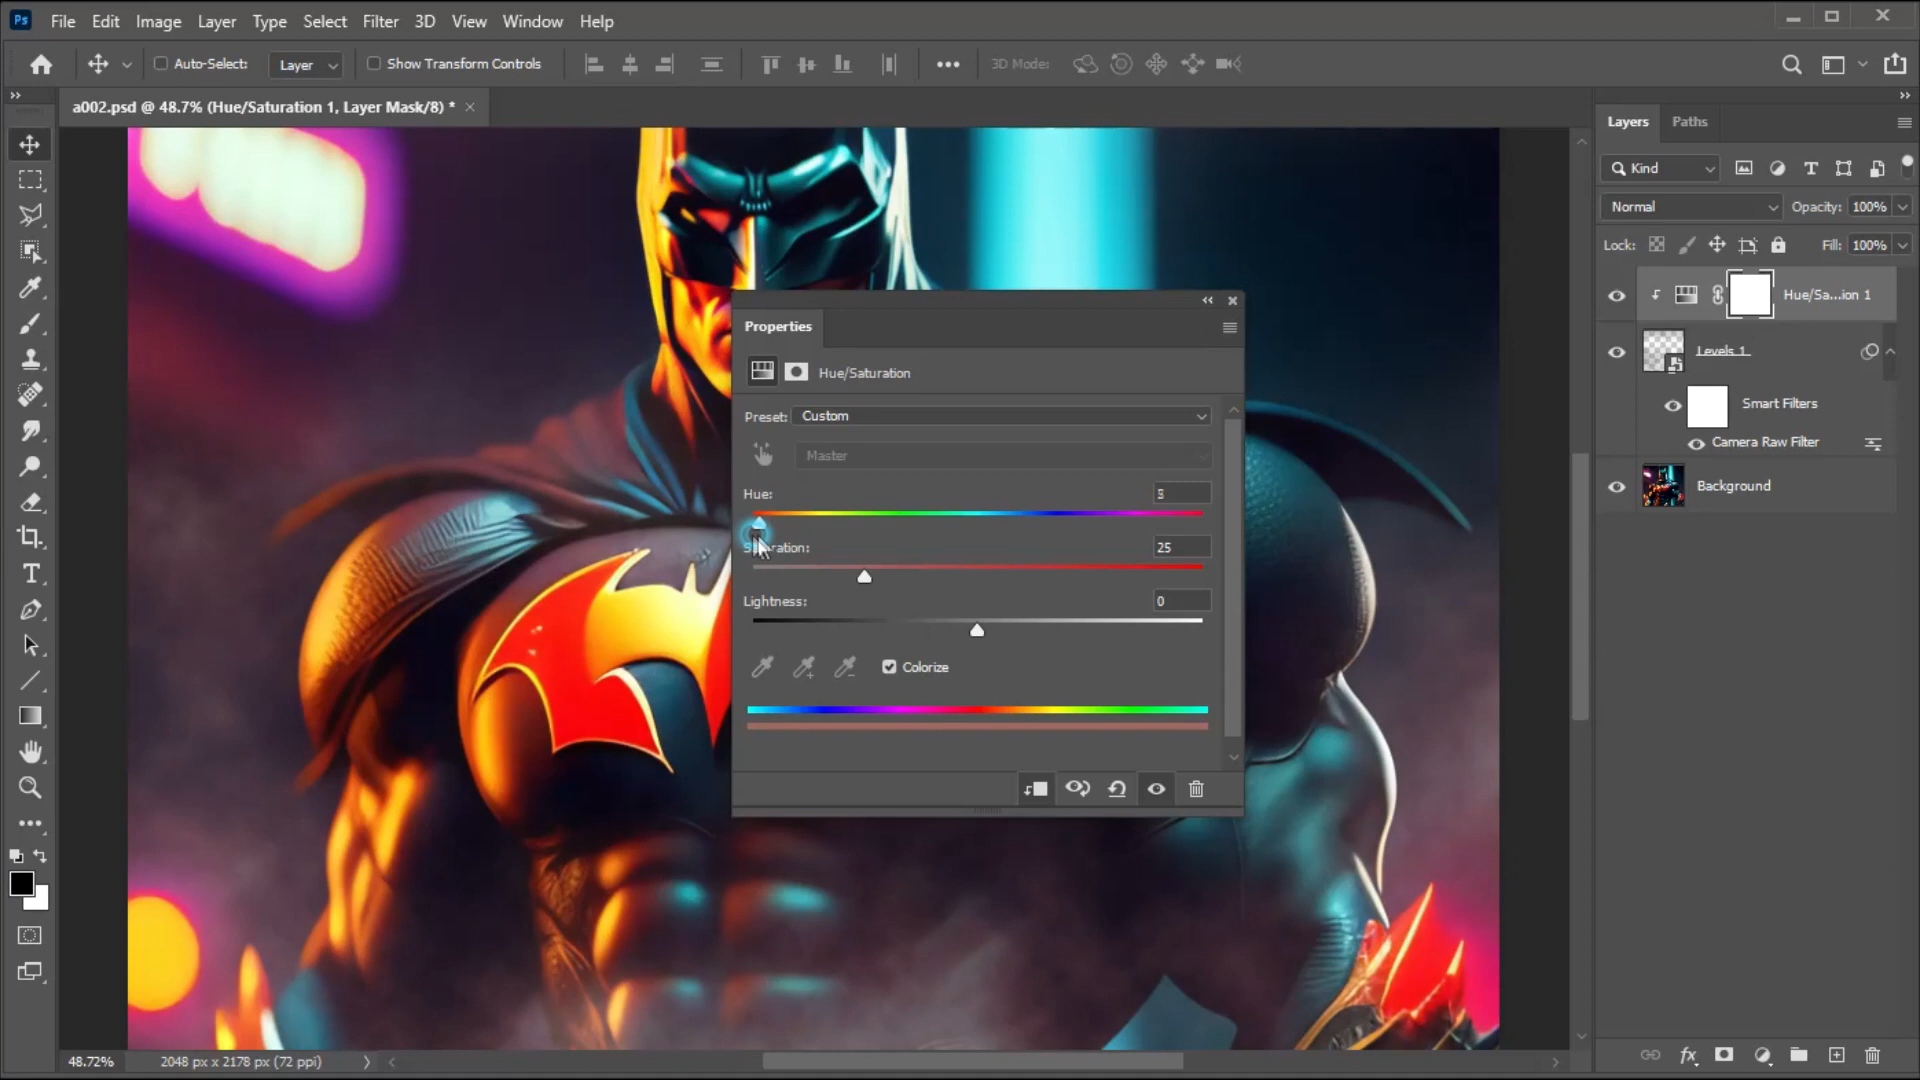 Ps File Edit Image Layer Type Select Filter 3D View Window Help
Auto-Select: Layer Show Transform Controls 3D Mode:
a002.psd @ 48.7% (Hue/Saturation 1, Layer Mask/8) * ×
Layers Paths
Kind
Normal Opacity: 100%
Lock: Fill: 100%
Hue/Sa...ion 1
Levels 1
Smart Filters
Camera Raw Filter
Background
Properties
Hue/Saturation
Preset: Custom
Master
Hue: 5
Saturation: 25
Lightness: 0
Colorize
T
fx
48.72% 2048 px x 2178 px (72 ppi)